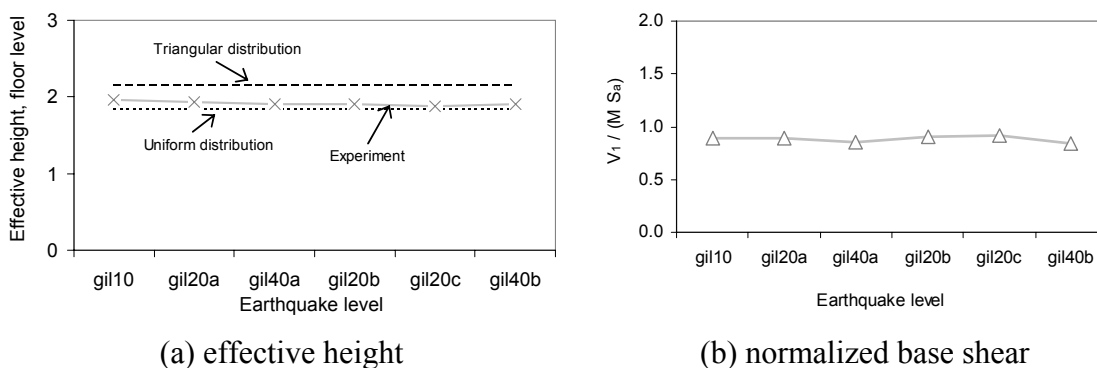 Effective height, floor level
3
2
1
0
Triangular distribution
Uniform distribution
Experiment
gil10 gil20a gil40a gil20b gil20c gil40b
Earthquake level
(a) effective height
V1 / (M Sa)
2.0
1.5
1.0
0.5
0.0
gil10 gil20a gil40a gil20b gil20c gil40b
Earthquake level
(b) normalized base shear